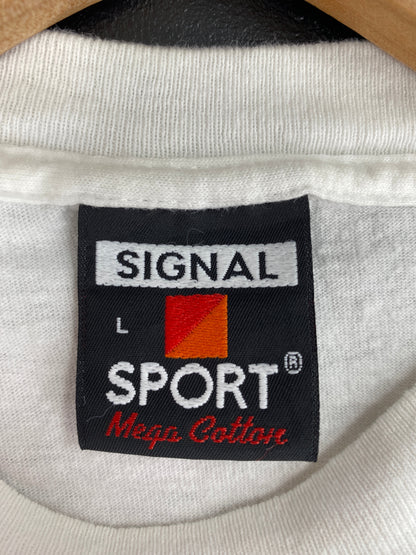 SIGNAL
L
SPORT®
Mega Cotton